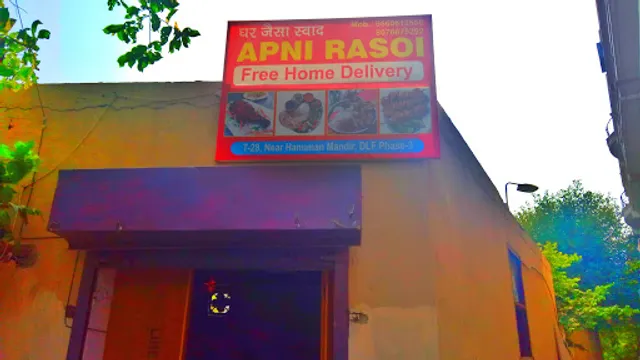 घर जैसा स्वाद
APNI RASOI
Free Home Delivery
T-29, Near Hanuman Mandir, DLF Phase-3